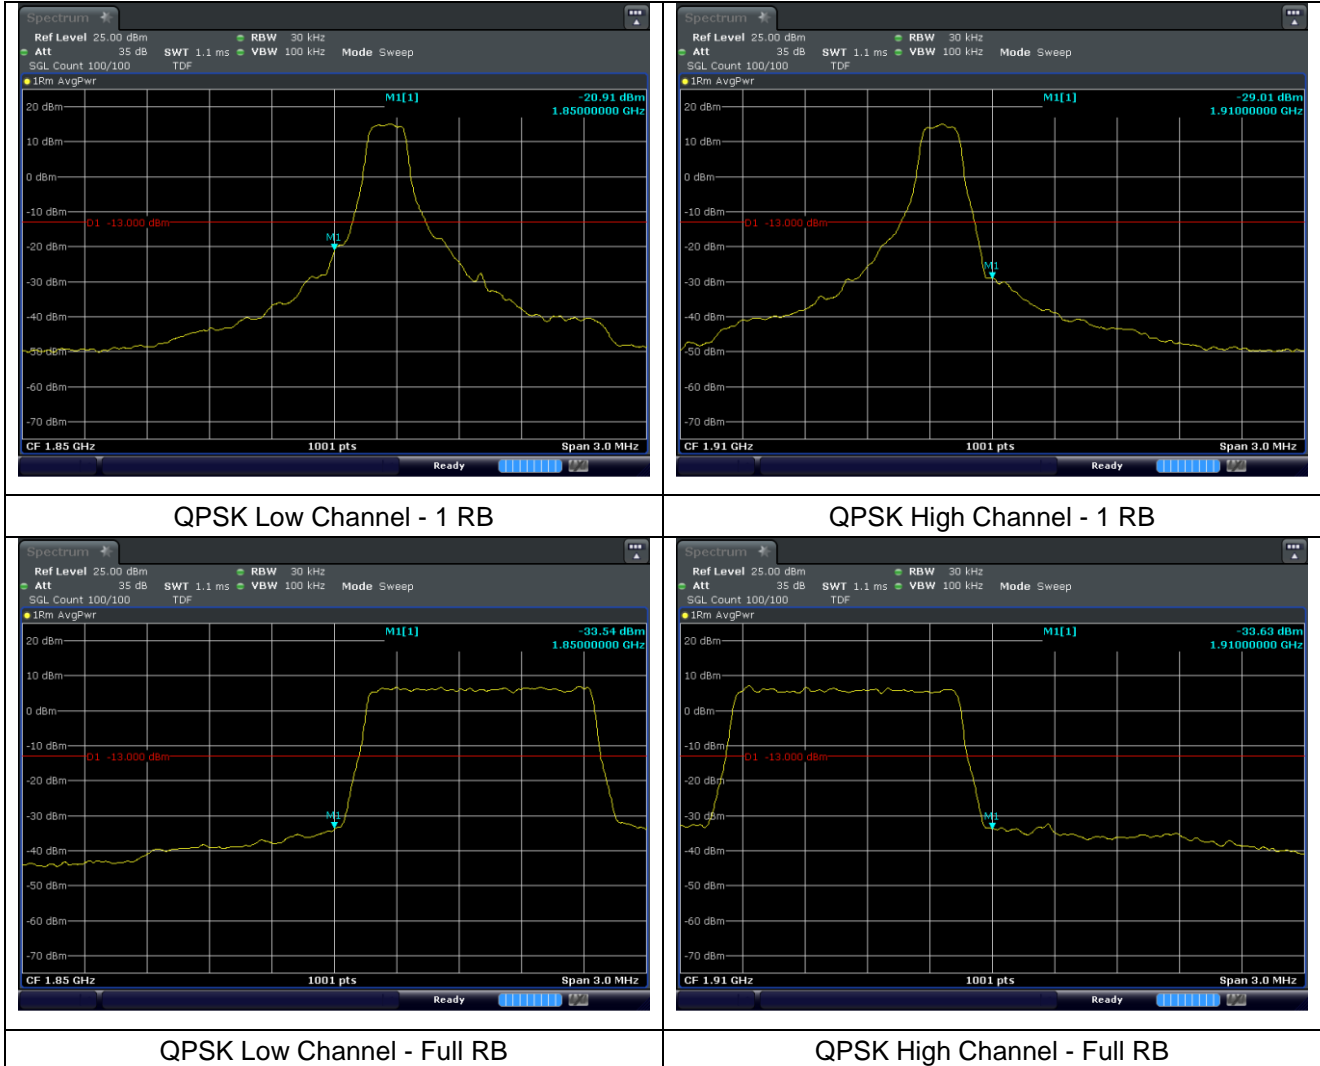 Spectrum
Ref Level 25.00 dBm RBW 30 kHz
Att 35 dB SWT 1.1 ms VBW 100 kHz Mode Sweep
SGL Count 100/100 TDF
1Rm AvgPwr
M1[1] -20.91 dBm
1.85000000 GHz
20 dBm
10 dBm
0 dBm
-10 dBm
D1 -13.000 dBm
M1
-20 dBm
-30 dBm
-40 dBm
-50 dBm
-60 dBm
-70 dBm
CF 1.85 GHz 1001 pts Span 3.0 MHz
Ready
QPSK Low Channel - 1 RB
Spectrum
Ref Level 25.00 dBm RBW 30 kHz
Att 35 dB SWT 1.1 ms VBW 100 kHz Mode Sweep
SGL Count 100/100 TDF
1Rm AvgPwr
M1[1] -29.01 dBm
1.91000000 GHz
20 dBm
10 dBm
0 dBm
-10 dBm
D1 -13.000 dBm
-20 dBm
M1
-30 dBm
-40 dBm
-50 dBm
-60 dBm
-70 dBm
CF 1.91 GHz 1001 pts Span 3.0 MHz
Ready
QPSK High Channel - 1 RB
Spectrum
Ref Level 25.00 dBm RBW 30 kHz
Att 35 dB SWT 1.1 ms VBW 100 kHz Mode Sweep
SGL Count 100/100 TDF
1Rm AvgPwr
M1[1] -33.54 dBm
1.85000000 GHz
20 dBm
10 dBm
0 dBm
-10 dBm
D1 -13.000 dBm
-20 dBm
-30 dBm
M1
-40 dBm
-50 dBm
-60 dBm
-70 dBm
CF 1.85 GHz 1001 pts Span 3.0 MHz
Ready
QPSK Low Channel - Full RB
Spectrum
Ref Level 25.00 dBm RBW 30 kHz
Att 35 dB SWT 1.1 ms VBW 100 kHz Mode Sweep
SGL Count 100/100 TDF
1Rm AvgPwr
M1[1] -33.63 dBm
1.91000000 GHz
20 dBm
10 dBm
0 dBm
-10 dBm
D1 -13.000 dBm
-20 dBm
-30 dBm
M1
-40 dBm
-50 dBm
-60 dBm
-70 dBm
CF 1.91 GHz 1001 pts Span 3.0 MHz
Ready
QPSK High Channel - Full RB